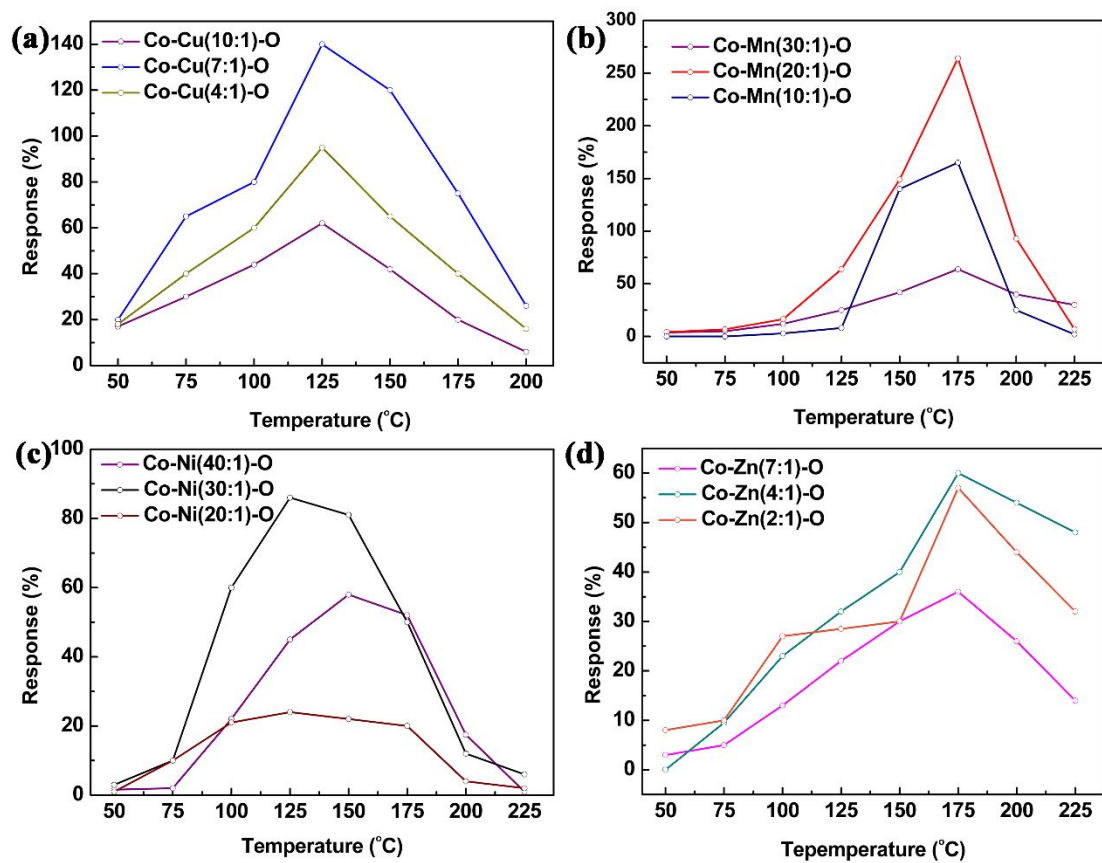 (a)
Co-Cu(10:1)-O
Co-Cu(7:1)-O
Co-Cu(4:1)-O
Response (%)
140
120
100
80
60
40
20
0
50 75 100 125 150 175 200
Temperature (°C)
(b)
Co-Mn(30:1)-O
Co-Mn(20:1)-O
Co-Mn(10:1)-O
Response (%)
300
250
200
150
100
50
0
50 75 100 125 150 175 200 225
Temperature (°C)
(c)
Co-Ni(40:1)-O
Co-Ni(30:1)-O
Co-Ni(20:1)-O
Response (%)
100
80
60
40
20
0
50 75 100 125 150 175 200 225
Temperature (°C)
(d)
Co-Zn(7:1)-O
Co-Zn(4:1)-O
Co-Zn(2:1)-O
Response (%)
60
50
40
30
20
10
0
50 75 100 125 150 175 200 225
Tepemperature (°C)